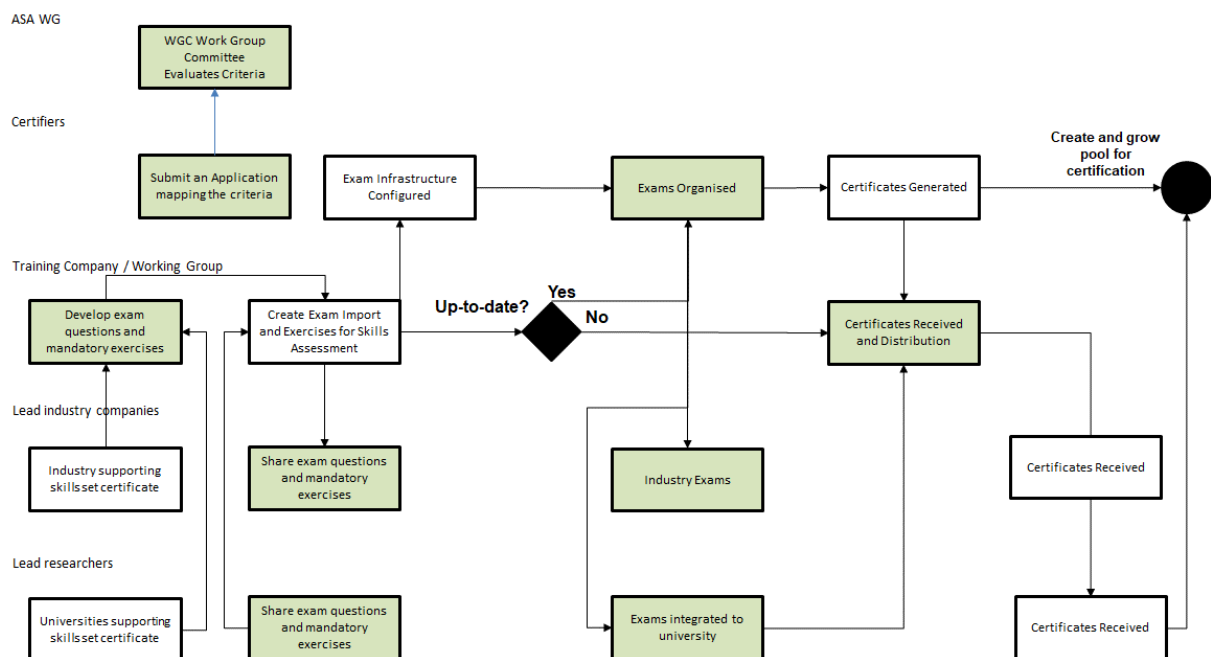 ASA WG
WGC Work Group
Committee
Evaluates Criteria
Certifiers
Submit an Application
mapping the criteria
Exam Infrastructure
Configured
Exams Organised
Certificates Generated
Create and grow
pool for
certification
Training Company / Working Group
Develop exam
questions and
mandatory exercises
Create Exam Import
and Exercises for Skills
Assessment
Up-to-date?
Yes
No
Certificates Received
and Distribution
Lead industry companies
Industry supporting
skills set certificate
Share exam questions
and mandatory
exercises
Industry Exams
Certificates Received
Lead researchers
Universities supporting
skills set certificate
Share exam questions
and mandatory
exercises
Exams integrated to
university
Certificates Received